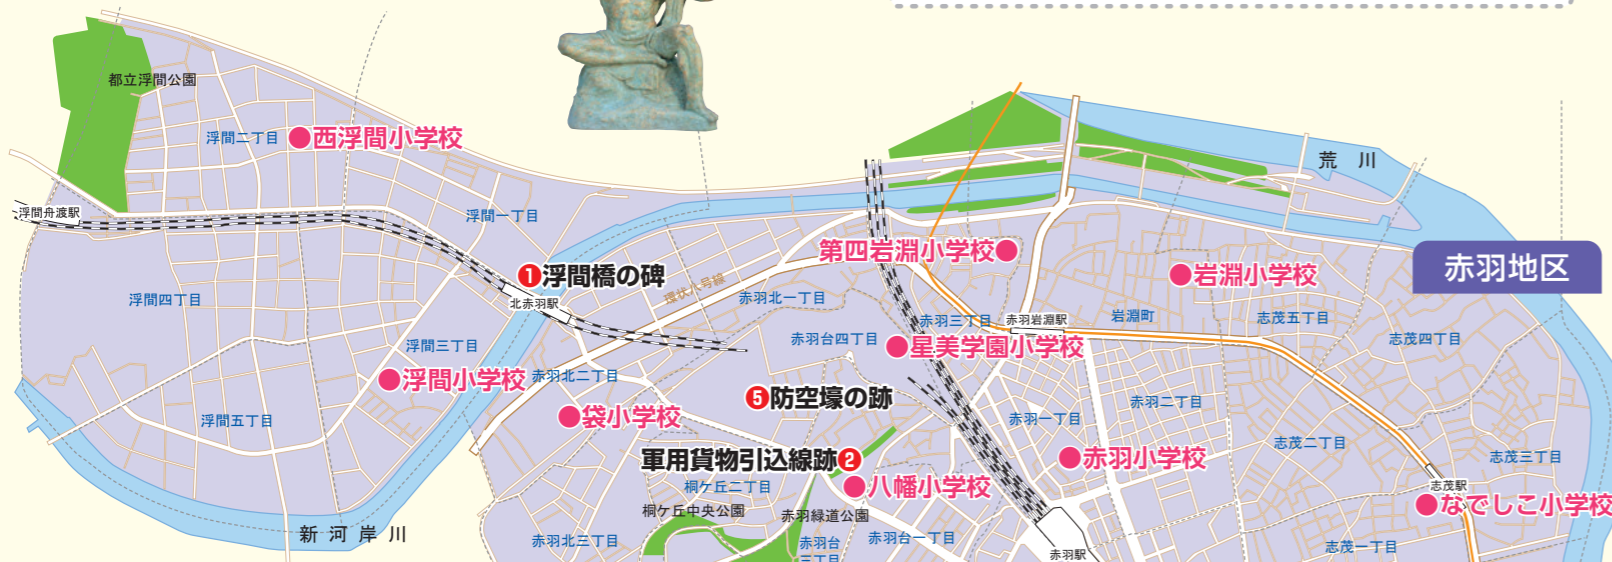 都立浮間公園
浮間二丁目
西浮間小学校
荒川
浮間舟渡駅
浮間一丁目
第四岩淵小学校
岩淵小学校
赤羽地区
1 浮間橋の碑
北赤羽駅
環状八号線
浮間四丁目
赤羽北一丁目
赤羽三丁目
赤羽岩淵駅
岩淵町
志茂五丁目
浮間三丁目
赤羽台四丁目
星美学園小学校
志茂四丁目
浮間小学校
赤羽北二丁目
5 防空壕の跡
赤羽二丁目
浮間五丁目
袋小学校
赤羽一丁目
志茂二丁目
軍用貨物引込線跡 2
赤羽小学校
志茂三丁目
桐ケ丘二丁目
八幡小学校
志茂駅
なでしこ小学校
桐ケ丘中央公園
赤羽緑道公園
新河岸川
赤羽北三丁目
赤羽台
三丁目
赤羽台一丁目
赤羽駅
志茂一丁目